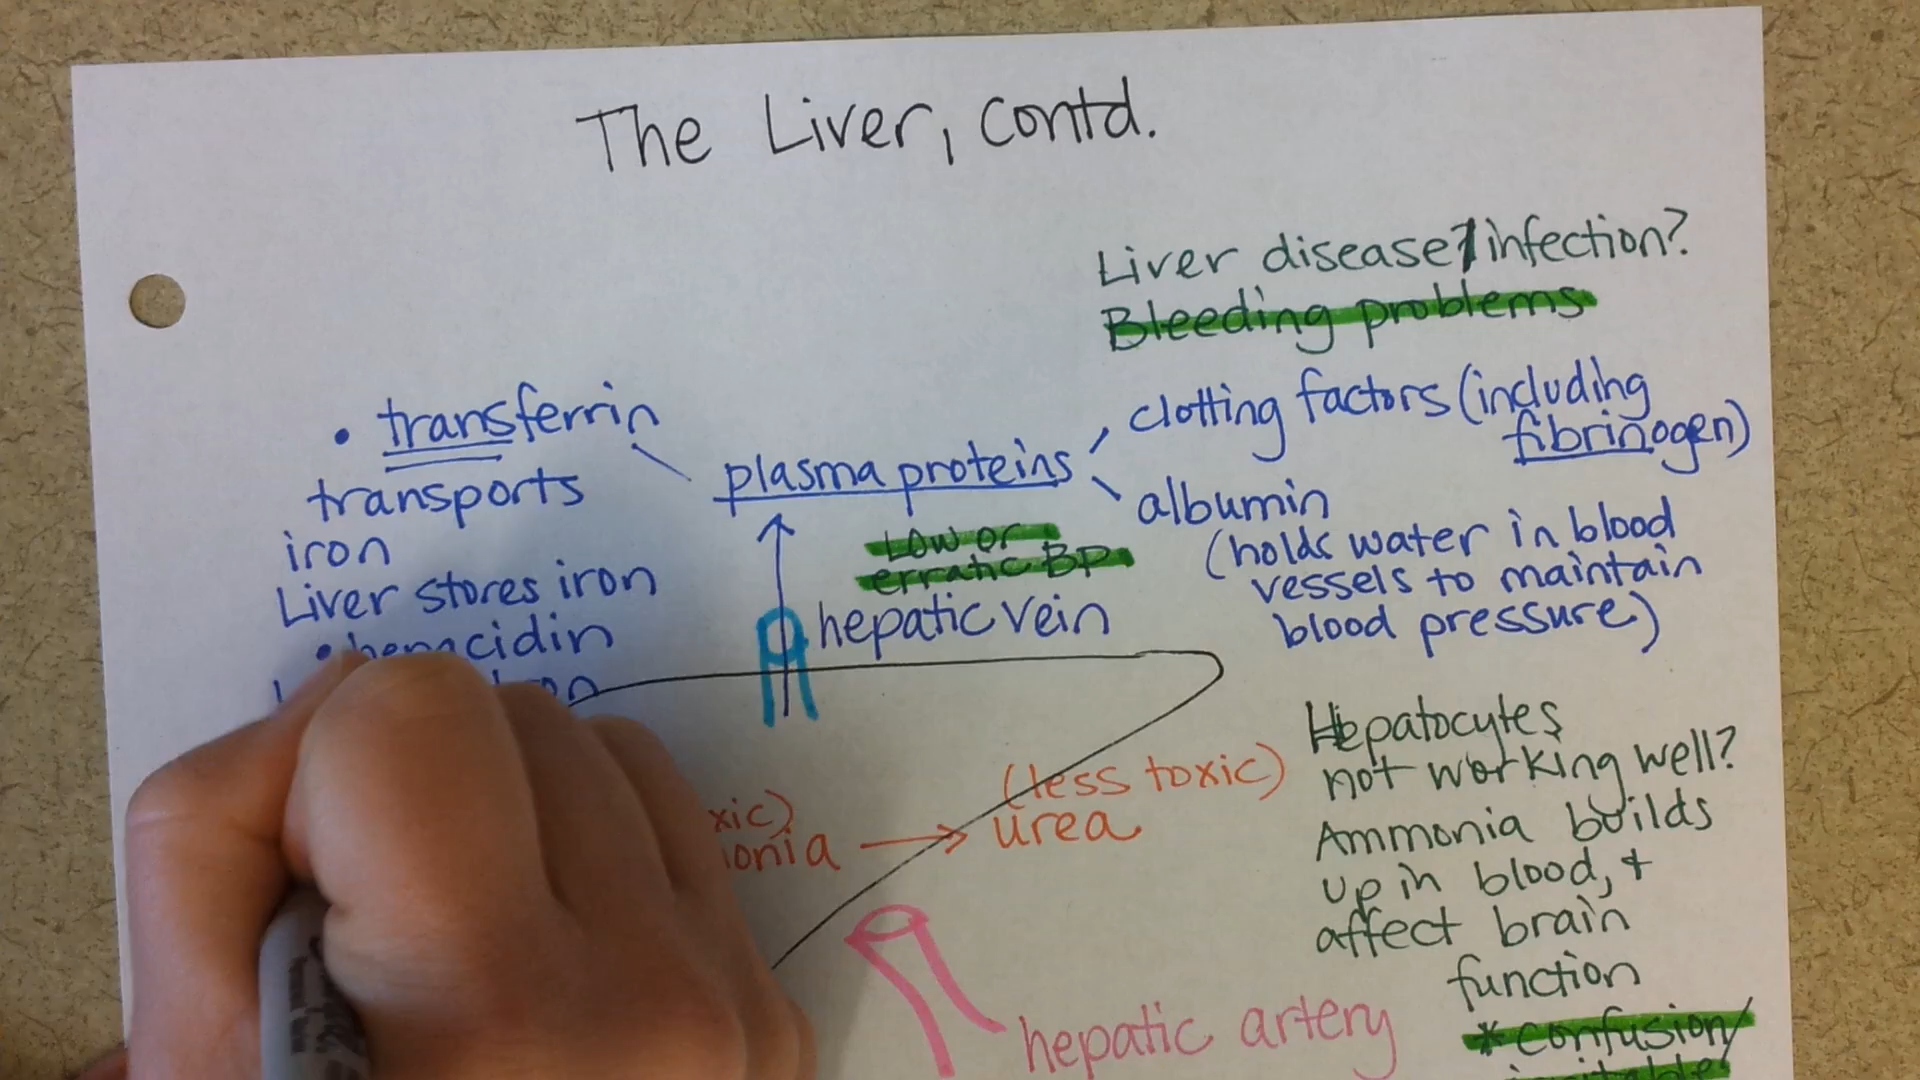 The Liver, contd.
Liver disease/infection?
Bleeding problems
• transferrin
transports
iron
Liver stores iron
• hepacidin
plasma proteins
clotting factors (including
fibrinogen)
albumin
(holds water in blood
vessels to maintain
blood pressure)
Low or
erratic BP
hepatic vein
xic)
onia → urea
(less toxic)
Hepatocytes
not working well?
Ammonia builds
up in blood, +
affect brain
function
* confusion/
hepatic artery